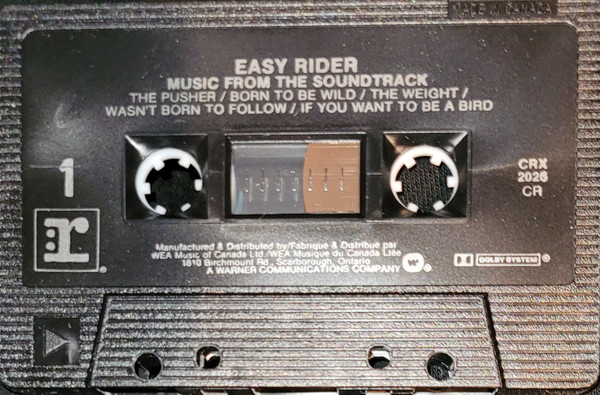 MADE IN CANADA
EASY RIDER
MUSIC FROM THE SOUNDTRACK
THE PUSHER / BORN TO BE WILD / THE WEIGHT /
WASN'T BORN TO FOLLOW / IF YOU WANT TO BE A BIRD
1
CRX
2026
CR
r
Manufactured & Distributed by/Fabriqué & Distribué par
WEA Music of Canada Ltd./WEA Musique du Canada Ltée
1810 Birchmount Rd., Scarborough, Ontario
A WARNER COMMUNICATIONS COMPANY
DOLBY SYSTEM